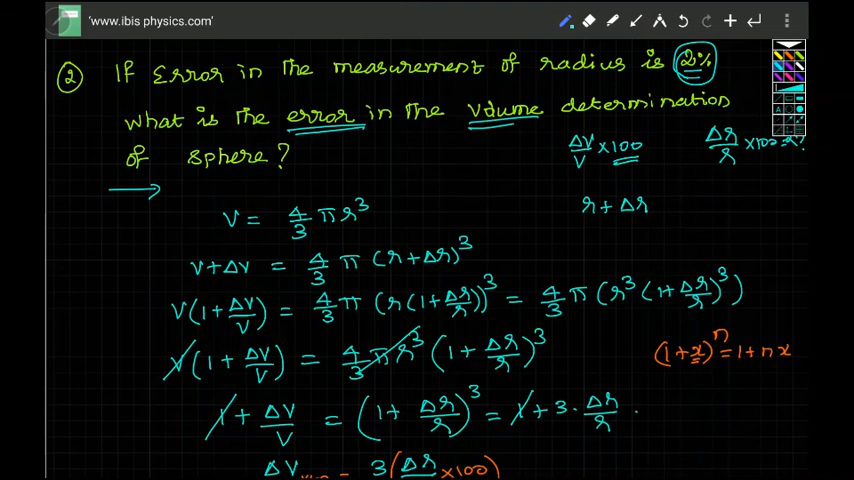 'www.ibis physics.com'
② If Error in the measurement of radius is 2%
what is the error in the volume determination
of sphere?
ΔV/V × 100
Δr/r × 100 = 2%
r + Δr
V = 4/3 π r³
V + ΔV = 4/3 π (r + Δr)³
V(1 + ΔV/V) = 4/3 π (r(1 + Δr/r))³ = 4/3 π (r³ (1 + Δr/r)³)
V(1 + ΔV/V) = 4/3 π r³ (1 + Δr/r)³
(1 + x)ⁿ = 1 + n x
1 + ΔV/V = (1 + Δr/r)³ = 1 + 3 · Δr/r
ΔV = 3(Δr × 100)